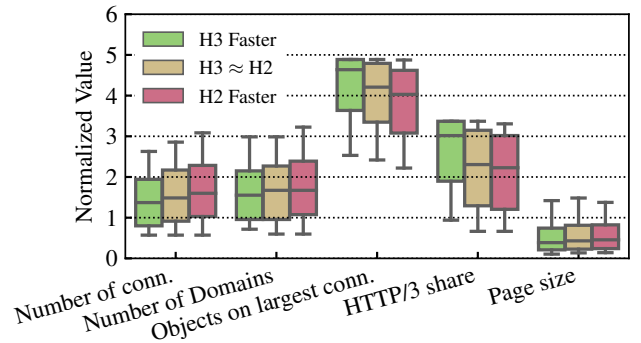 Normalized Value
6
5
4
3
2
1
0
H3 Faster
H3 ≈ H2
H2 Faster
Number of conn.
Number of Domains
Objects on largest conn.
HTTP/3 share
Page size